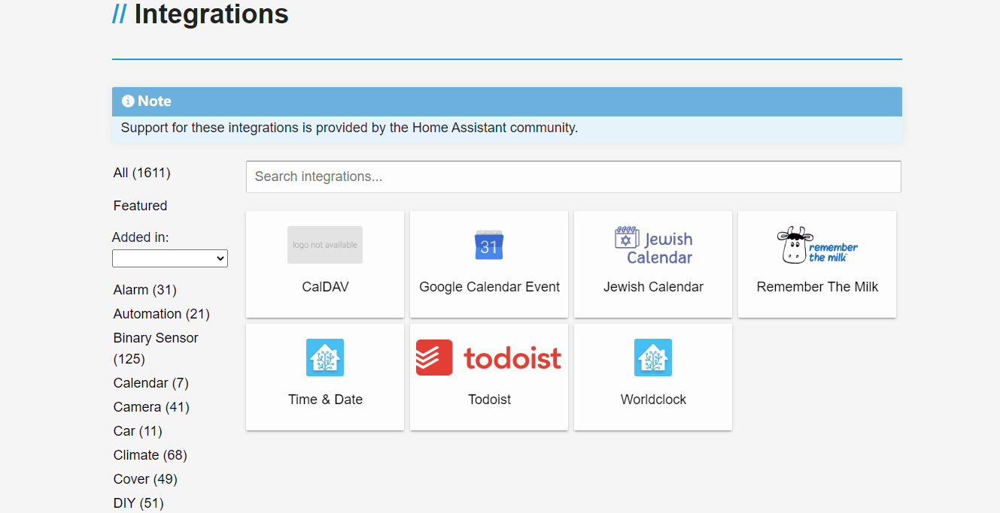 // Integrations
Note
Support for these integrations is provided by the Home Assistant community.
All (1611)
Featured
Added in:
Alarm (31)
Automation (21)
Binary Sensor
(125)
Calendar (7)
Camera (41)
Car (11)
Climate (68)
Cover (49)
DIY (51)
Search integrations...
logo not available
CalDAV
31
Google Calendar Event
Jewish
Calendar
Jewish Calendar
remember
the milk
Remember The Milk
Time & Date
todoist
Todoist
Worldclock